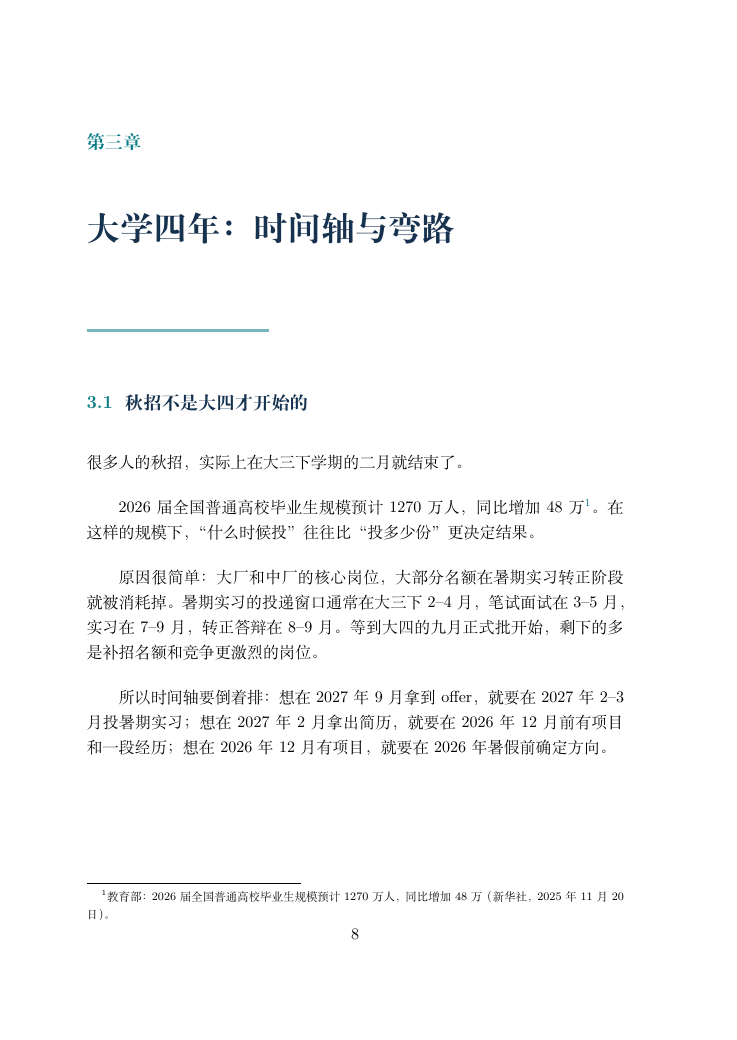 第三章
大学四年：时间轴与弯路
3.1 秋招不是大四才开始的
很多人的秋招，实际上在大三下学期的二月就结束了。
2026 届全国普通高校毕业生规模预计 1270 万人，同比增加 48 万1。在
这样的规模下，“什么时候投”往往比“投多少份”更决定结果。
原因很简单：大厂和中厂的核心岗位，大部分名额在暑期实习转正阶段
就被消耗掉。暑期实习的投递窗口通常在大三下 2–4 月，笔试面试在 3–5 月，
实习在 7–9 月，转正答辩在 8–9 月。等到大四的九月正式批开始，剩下的多
是补招名额和竞争更激烈的岗位。
所以时间轴要倒着排：想在 2027 年 9 月拿到 offer，就要在 2027 年 2–3
月投暑期实习；想在 2027 年 2 月拿出简历，就要在 2026 年 12 月前有项目
和一段经历；想在 2026 年 12 月有项目，就要在 2026 年暑假前确定方向。
1教育部：2026 届全国普通高校毕业生规模预计 1270 万人，同比增加 48 万（新华社，2025 年 11 月 20
日）。
8